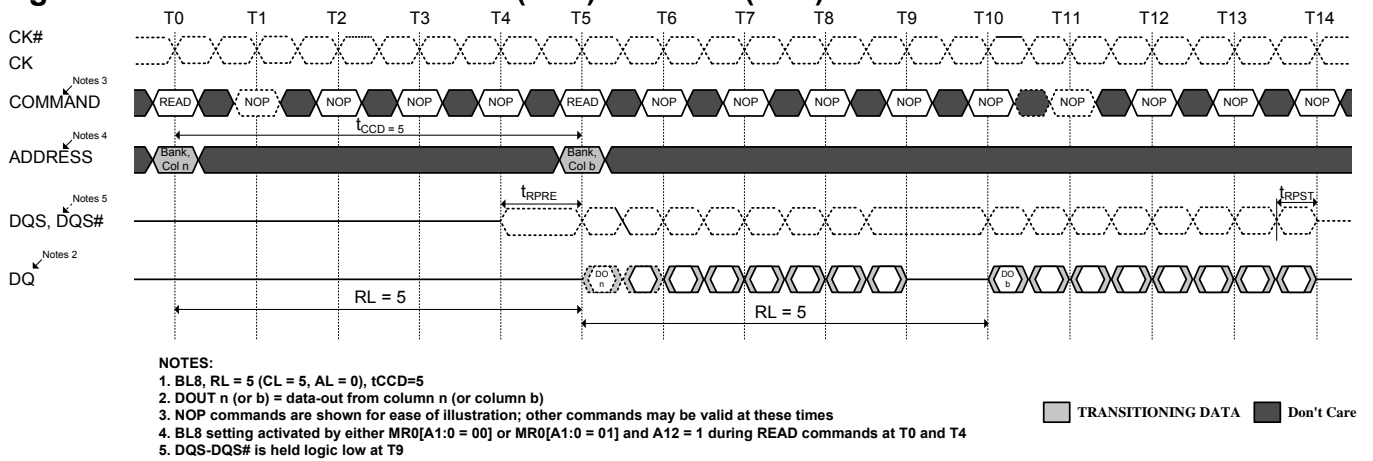 T0 T1 T2 T3 T4 T5 T6 T7 T8 T9 T10 T11 T12 T13 T14
CK#
CK
Notes 3
COMMAND READ NOP NOP NOP NOP READ NOP NOP NOP NOP NOP NOP NOP NOP NOP
tCCD = 5
Notes 4
ADDRESS
Bank, Col n
Bank, Col b
tRPRE
tRPST
Notes 5
DQS, DQS#
Notes 2
DQ
DO n
DO b
RL = 5
RL = 5
NOTES:
1. BL8, RL = 5 (CL = 5, AL = 0), tCCD=5
2. DOUT n (or b) = data-out from column n (or column b)
3. NOP commands are shown for ease of illustration; other commands may be valid at these times
4. BL8 setting activated by either MR0[A1:0 = 00] or MR0[A1:0 = 01] and A12 = 1 during READ commands at T0 and T4
5. DQS-DQS# is held logic low at T9
TRANSITIONING DATA
Don't Care